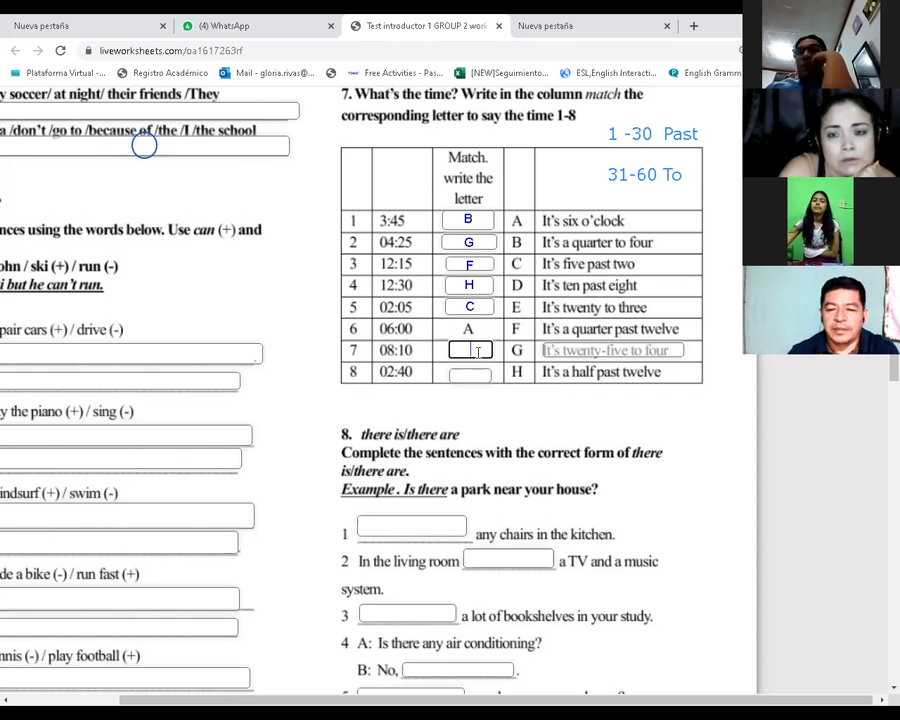 Nueva pestaña
(4) WhatsApp
Test introductor 1 GROUP 2 work
Nueva pestaña
liveworksheets.com/oa1617263rf
Plataforma Virtual -...
Registro Académico
Mail - gloria.rivas@...
Free Activities - Pas...
[NEW]Seguimiento...
ESL,English Interacti...
English Gramm
y soccer/ at night/ their friends /They
a /don't /go to /because of /the /I /the school
nces using the words below. Use can (+) and
ohn / ski (+) / run (-)
i but he can't run.
pair cars (+) / drive (-)
y the piano (+) / sing (-)
indsurf (+) / swim (-)
de a bike (-) / run fast (+)
nnis (-) / play football (+)
7. What's the time? Write in the column match the
corresponding letter to say the time 1-8
1 -30 Past
31-60 To
Match.
write the
letter
1 3:45 B A It's six o'clock
2 04:25 G B It's a quarter to four
3 12:15 F C It's five past two
4 12:30 H D It's ten past eight
5 02:05 C E It's twenty to three
6 06:00 A F It's a quarter past twelve
7 08:10 G It's twenty-five to four
8 02:40 H It's a half past twelve
8. there is/there are
Complete the sentences with the correct form of there
is/there are.
Example . Is there a park near your house?
1 any chairs in the kitchen.
2 In the living room a TV and a music
system.
3 a lot of bookshelves in your study.
4 A: Is there any air conditioning?
B: No, .